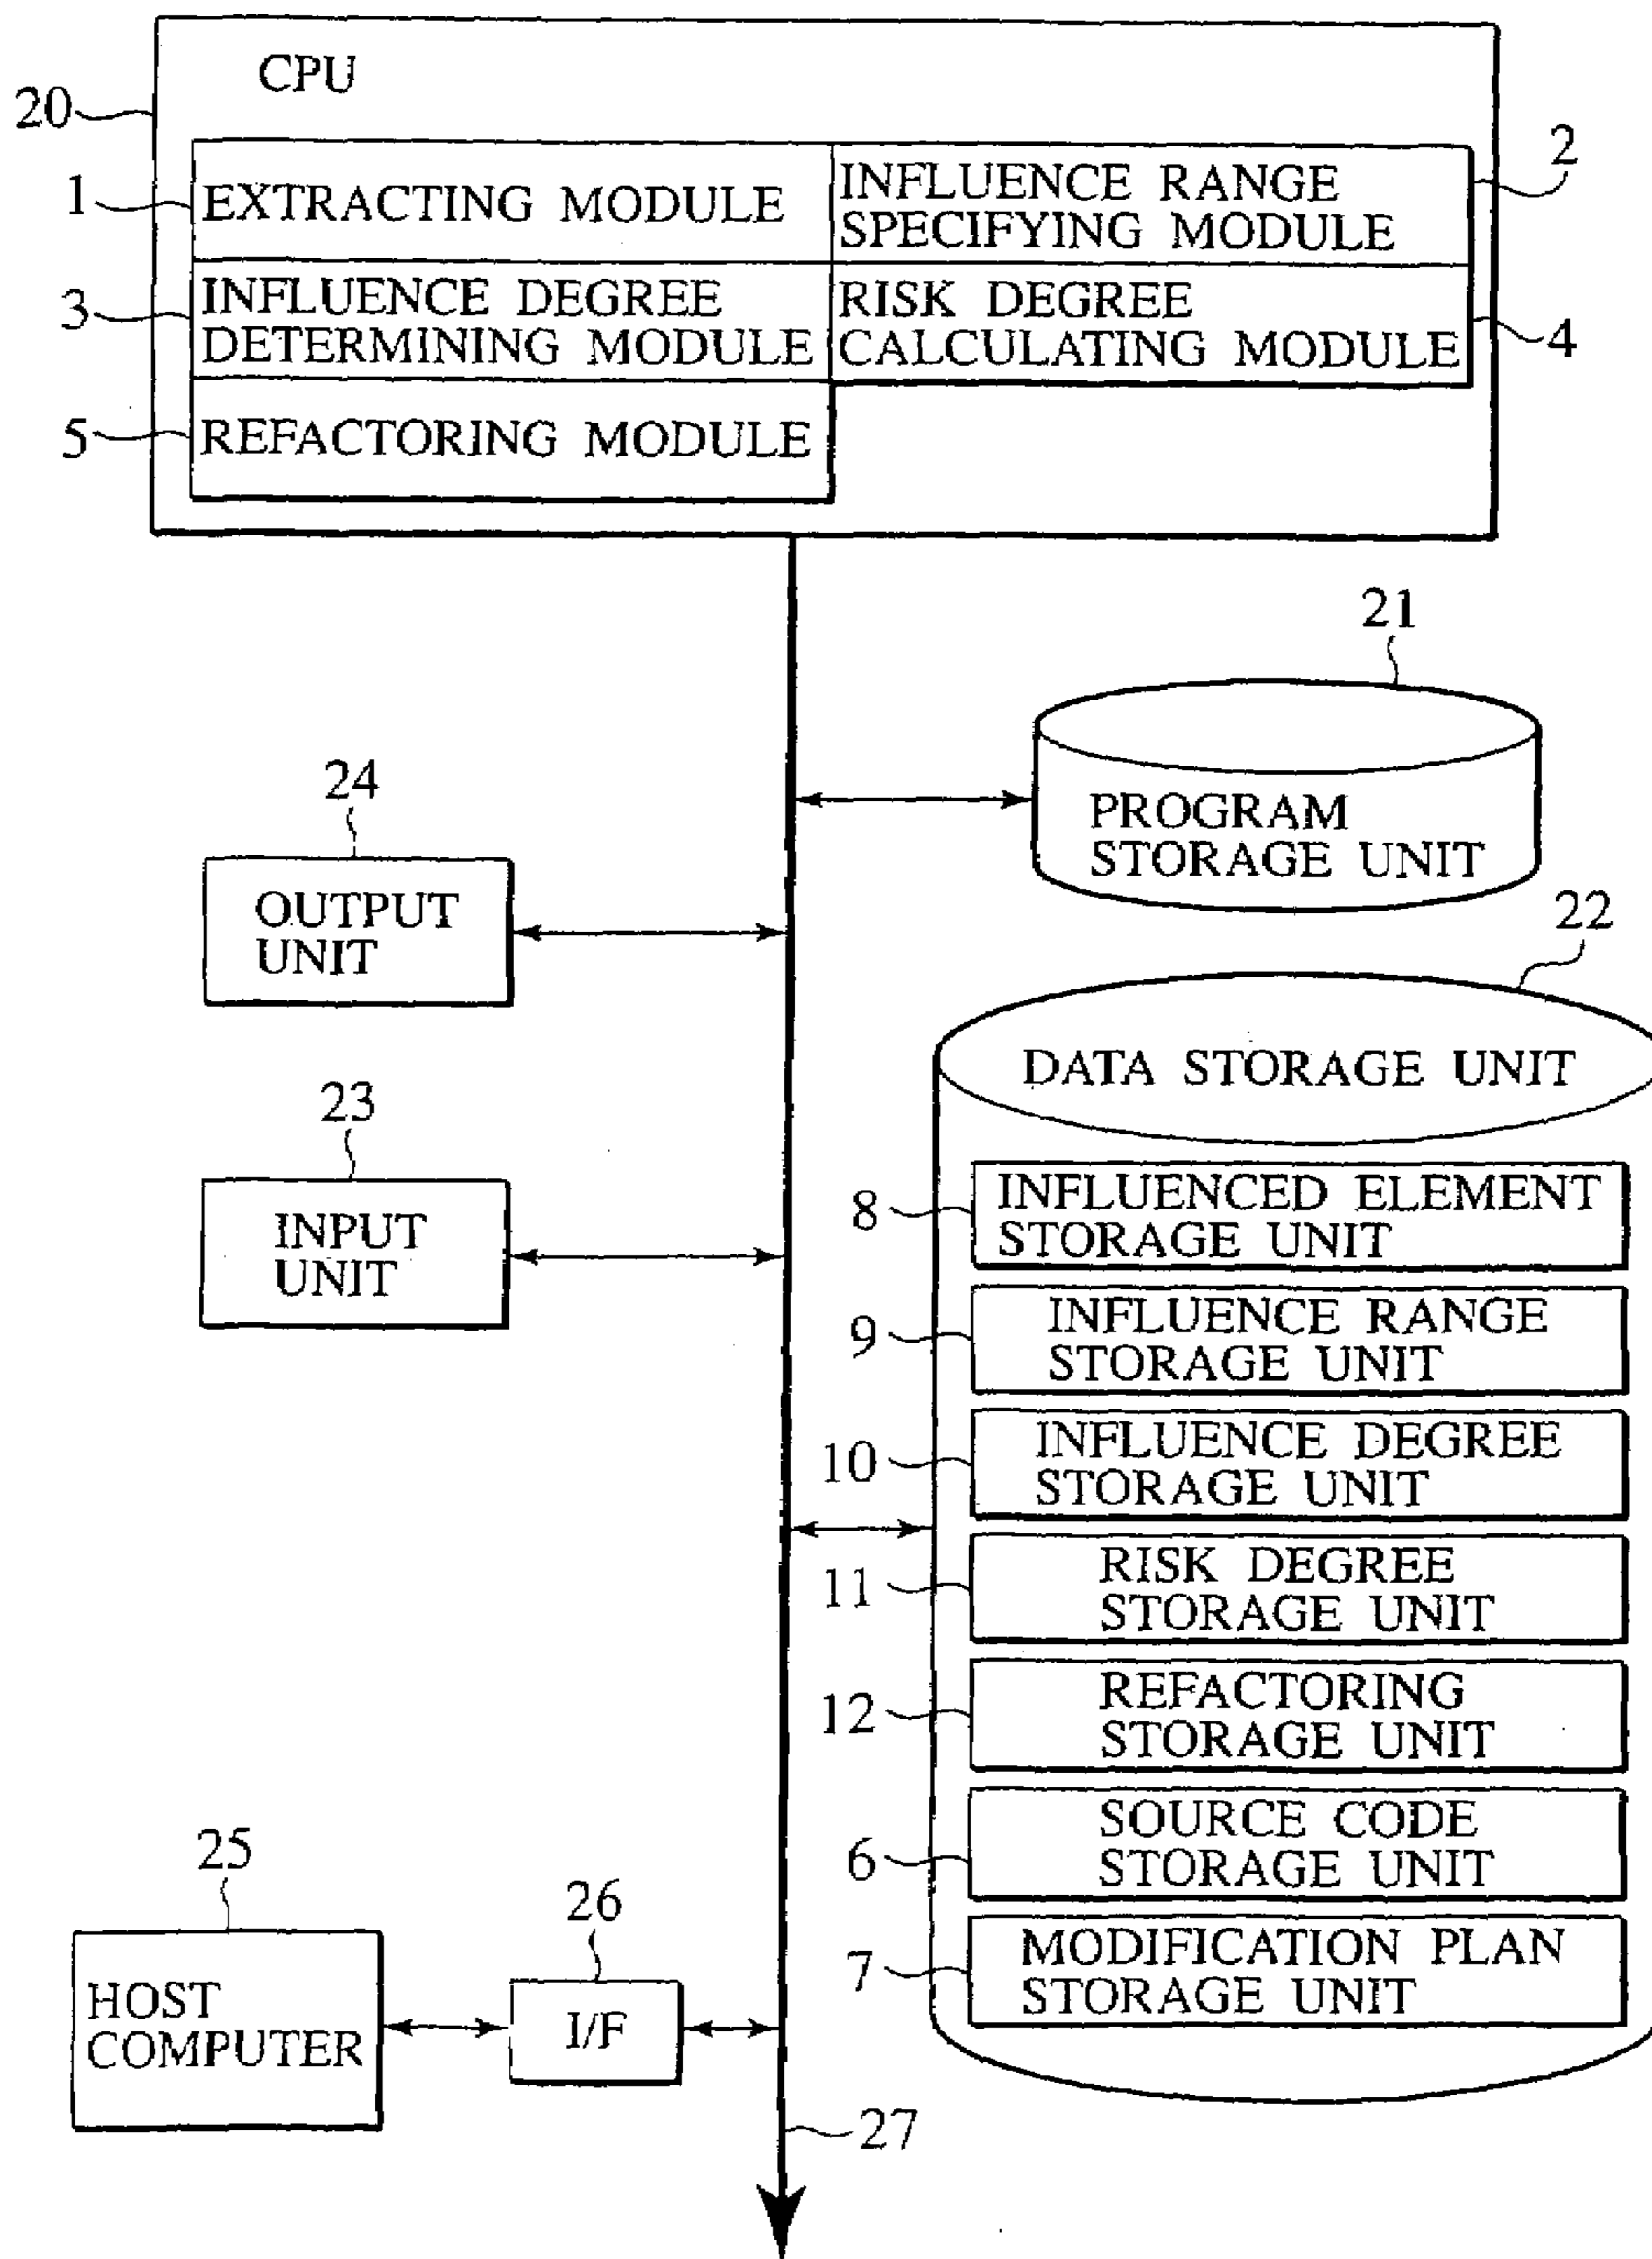 CPU
20
1
EXTRACTING MODULE
INFLUENCE RANGE
SPECIFYING MODULE
2
3
INFLUENCE DEGREE
DETERMINING MODULE
RISK DEGREE
CALCULATING MODULE
4
5
REFACTORING MODULE
21
PROGRAM
STORAGE UNIT
24
OUTPUT
UNIT
22
DATA STORAGE UNIT
23
INPUT
UNIT
8
INFLUENCED ELEMENT
STORAGE UNIT
9
INFLUENCE RANGE
STORAGE UNIT
10
INFLUENCE DEGREE
STORAGE UNIT
11
RISK DEGREE
STORAGE UNIT
12
REFACTORING
STORAGE UNIT
6
SOURCE CODE
STORAGE UNIT
7
MODIFICATION PLAN
STORAGE UNIT
25
HOST
COMPUTER
26
I/F
27